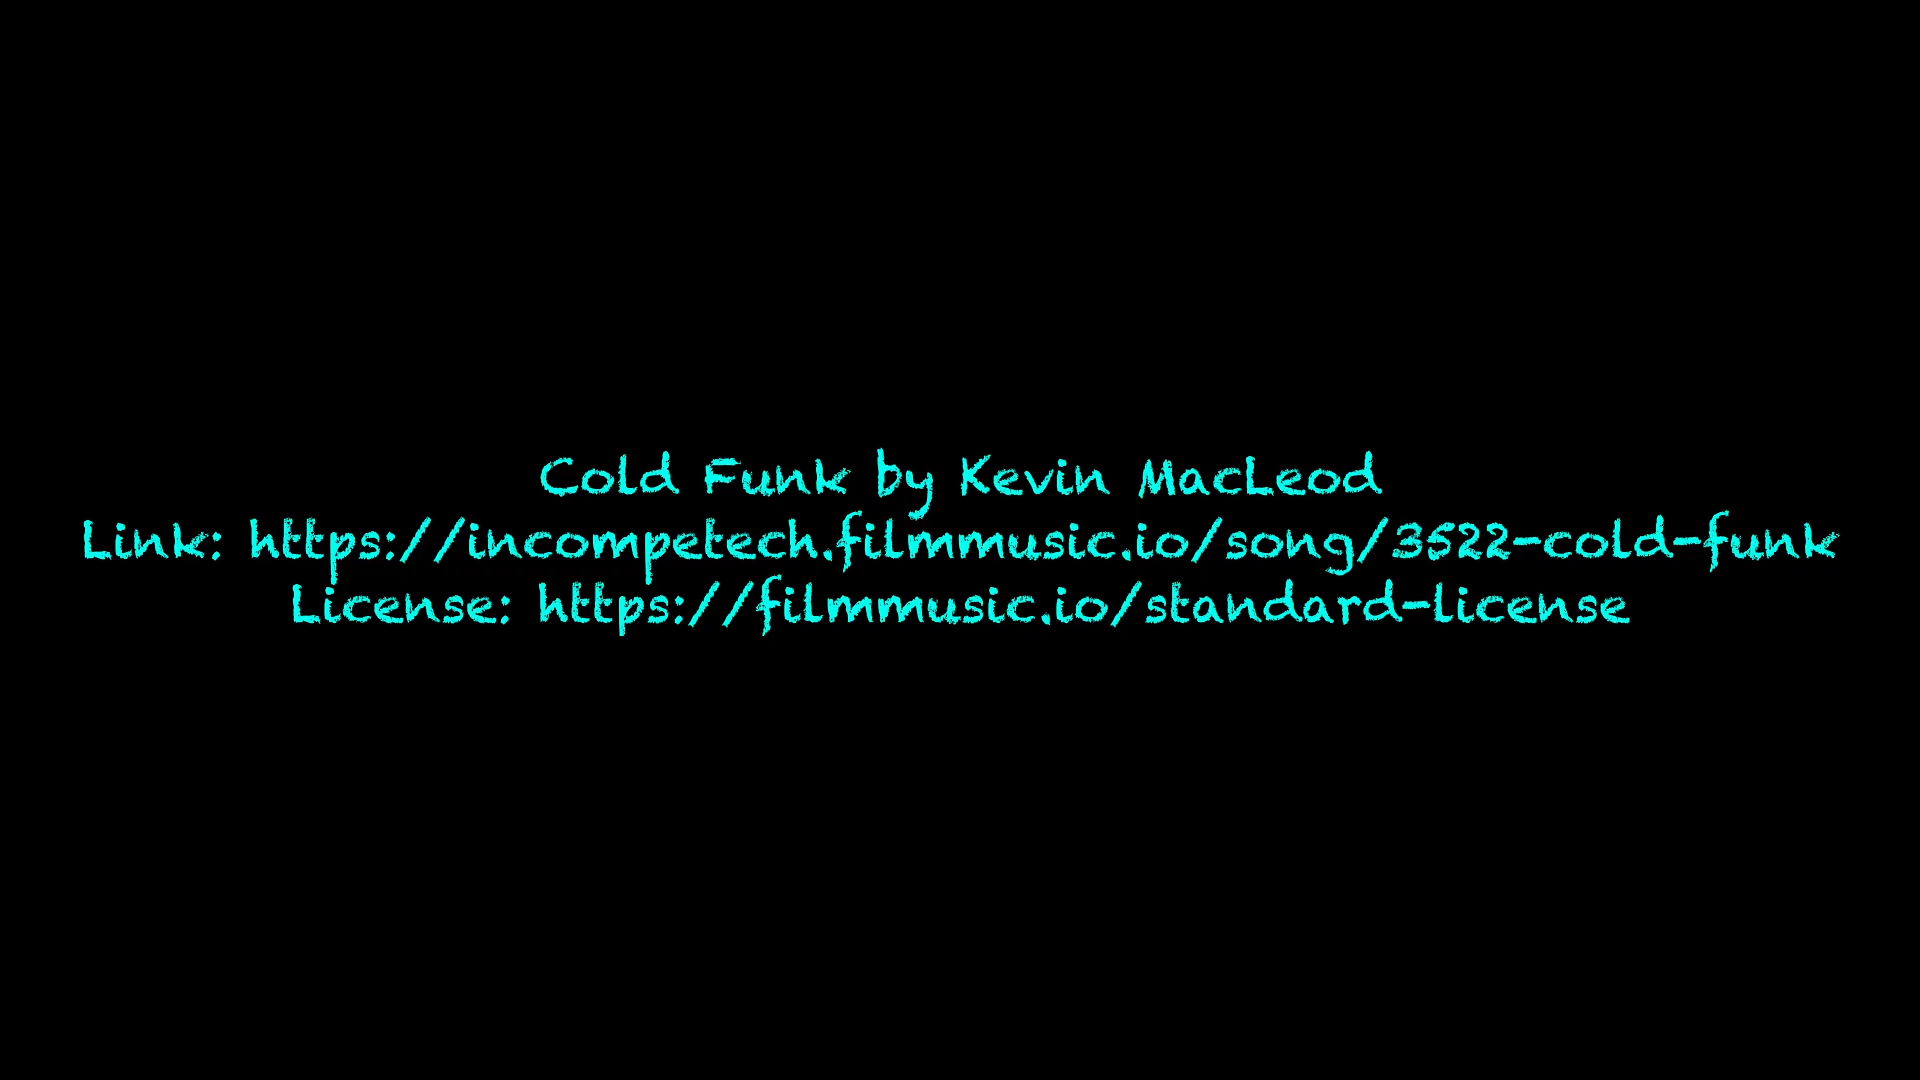 Cold Funk by Kevin MacLeod
Link: https://incompetech.filmmusic.io/song/3522-cold-funk
License: https://filmmusic.io/standard-license